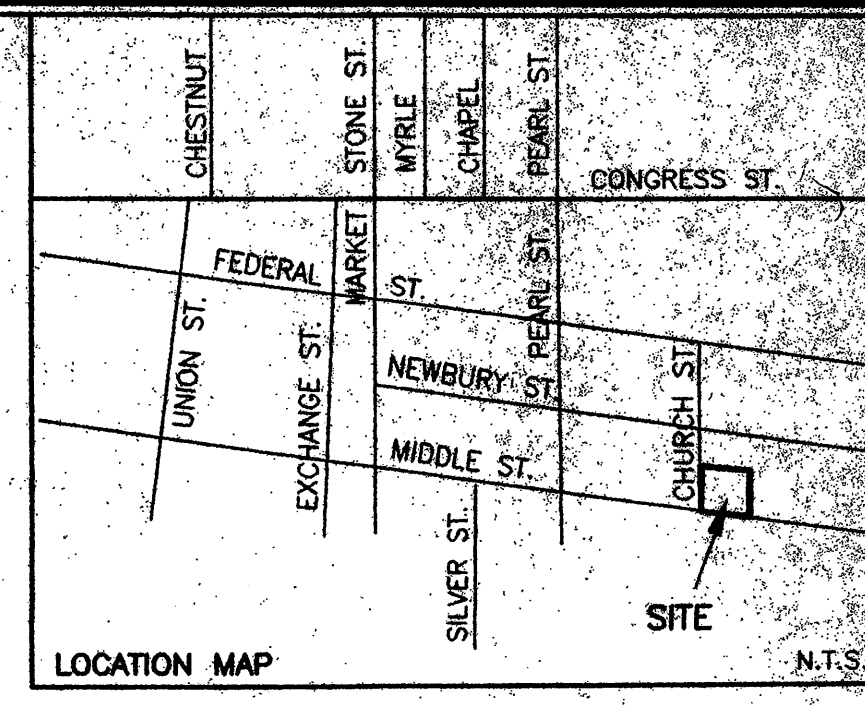 CHESTNUT
STONE ST.
MYRLE
CHAPEL
PEARL ST.
CONGRESS ST.
FEDERAL ST.
MARKET
PEARL ST.
UNION ST.
EXCHANGE ST.
NEWBURY ST.
CHURCH ST.
MIDDLE ST.
SILVER ST.
SITE
LOCATION MAP
N.T.S.